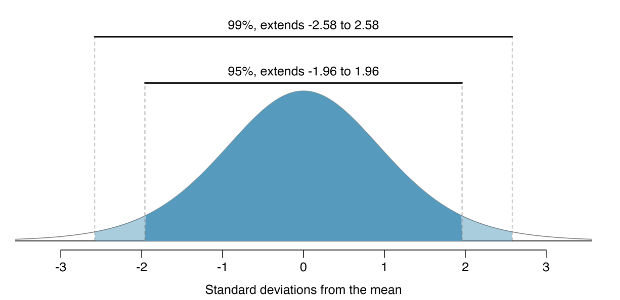 99%, extends -2.58 to 2.58
95%, extends -1.96 to 1.96
-3 -2 -1 0 1 2 3
Standard deviations from the mean